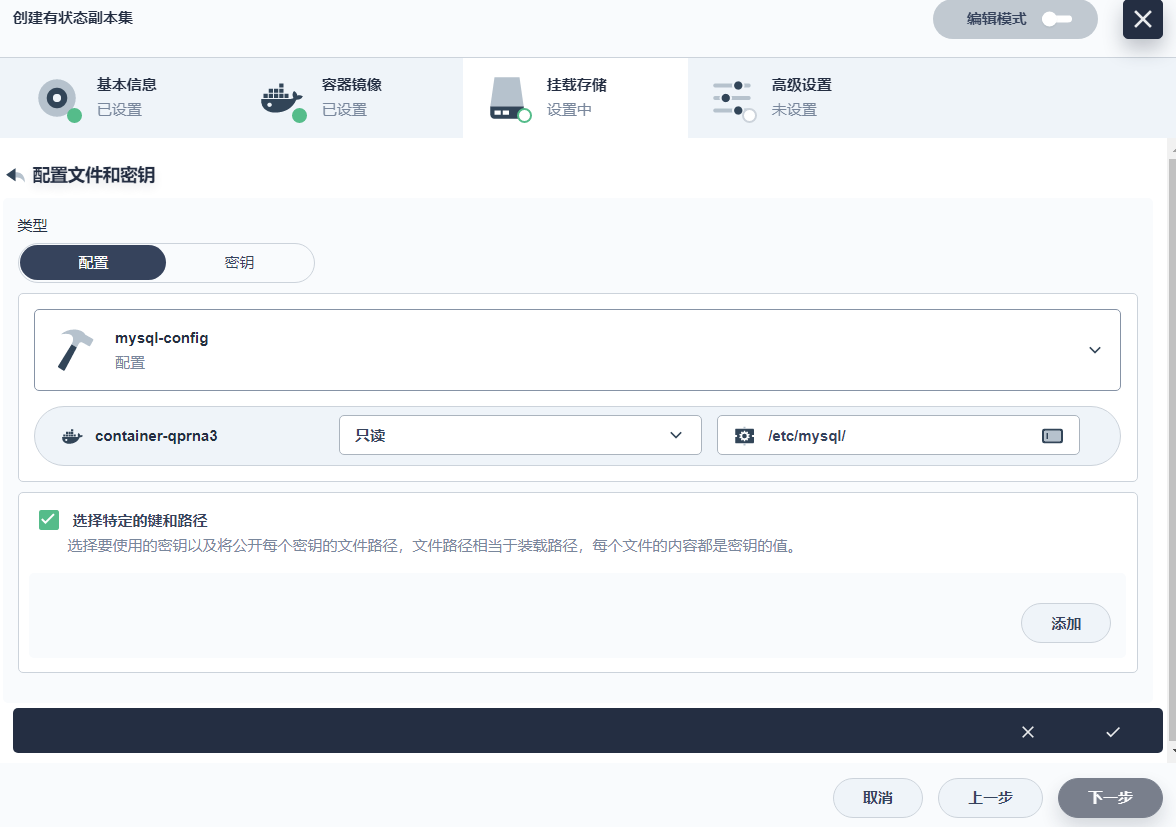 创建有状态副本集
编辑模式
基本信息
已设置
容器镜像
已设置
挂载存储
设置中
高级设置
未设置
配置文件和密钥
类型
配置
密钥
mysql-config
配置
container-qprna3
只读
/etc/mysql/
选择特定的键和路径
选择要使用的密钥以及将公开每个密钥的文件路径，文件路径相当于装载路径，每个文件的内容都是密钥的值。
添加
取消
上一步
下一步